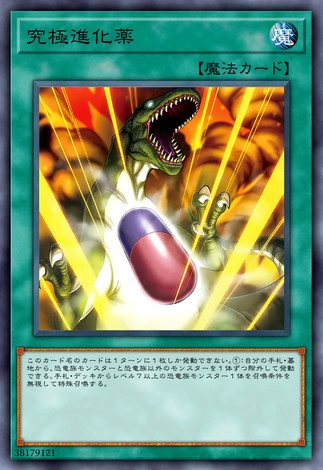 究極進化薬
魔
【魔法カード】
このカード名のカードは1ターンに1枚しか発動できない。①:自分の手札・墓
地から、恐竜族モンスターと恐竜族以外のモンスターを1体ずつ除外して発動
できる。手札・デッキからレベル7以上の恐竜族モンスター1体を召喚条件を
無視して特殊召喚する。
38179121